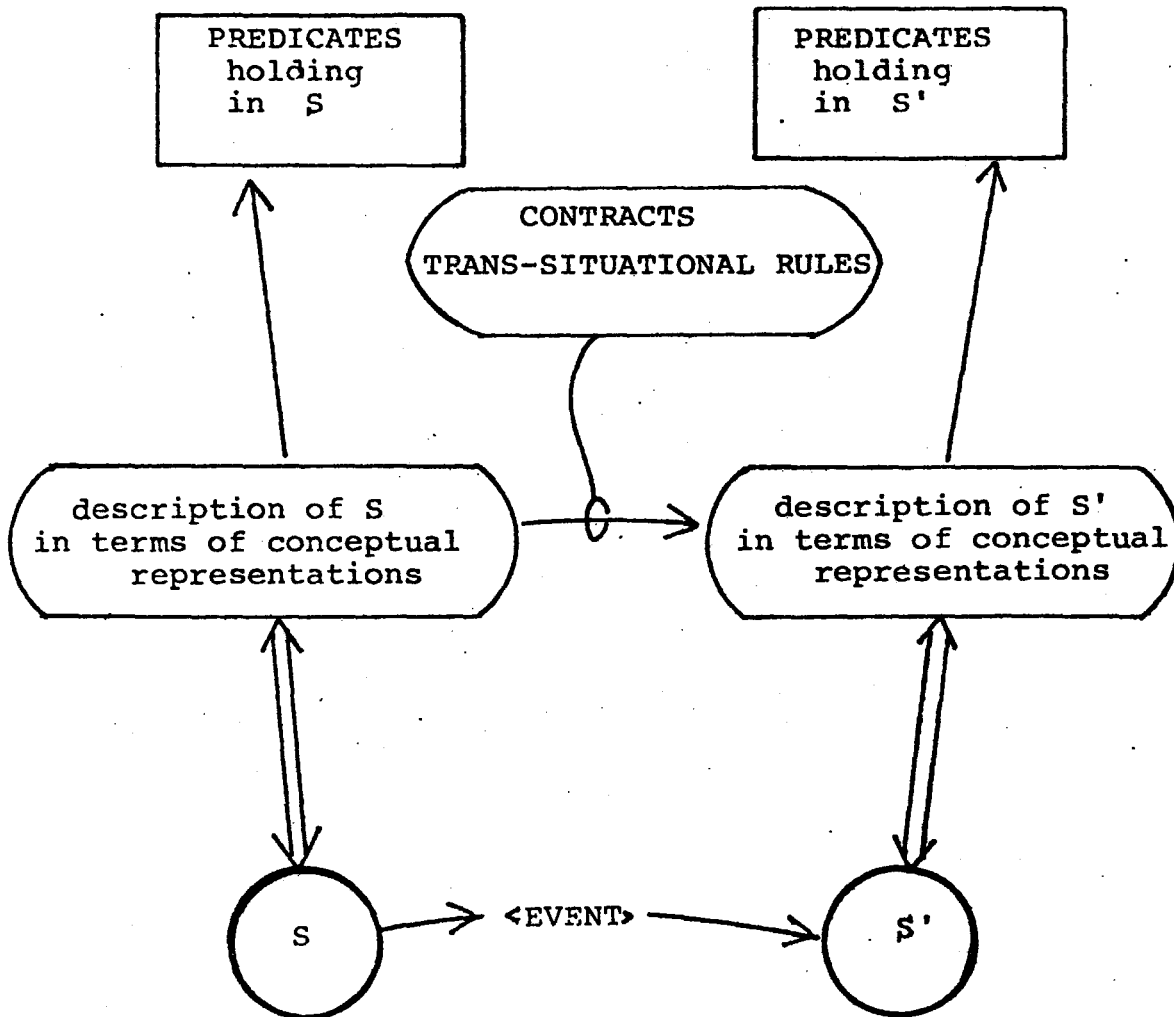 PREDICATES
holding
in S
PREDICATES
holding
in S'
CONTRACTS
TRANS-SITUATIONAL RULES
description of S
in terms of conceptual
representations
description of S'
in terms of conceptual
representations
S
<EVENT>
S'